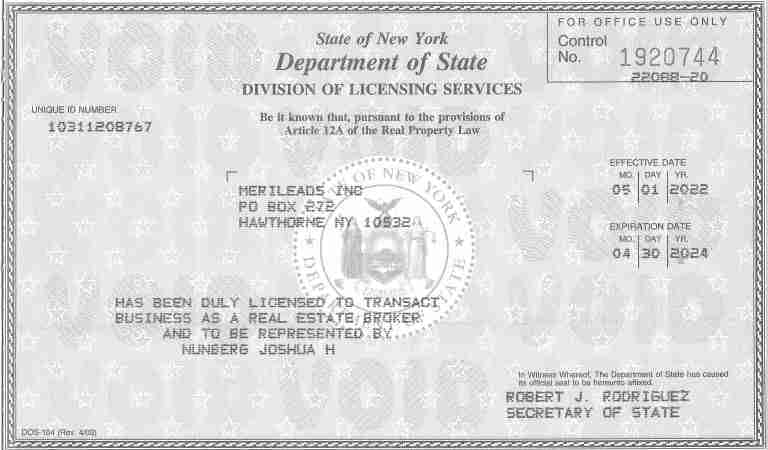 State of New York
Department of State
DIVISION OF LICENSING SERVICES
FOR OFFICE USE ONLY
Control
No. 1920744
22088-20
UNIQUE ID NUMBER
10311208767
Be it known that, pursuant to the provisions of
Article 12A of the Real Property Law
EFFECTIVE DATE
MO. DAY YR.
05 01 2022
MERILEADS INC
PO BOX 272
HAWTHORNE NY 10532
EXPIRATION DATE
MO. DAY YR.
04 30 2024
HAS BEEN DULY LICENSED TO TRANSACT
BUSINESS AS A REAL ESTATE BROKER
AND TO BE REPRESENTED BY
NUNBERG JOSHUA H
In Witness Whereof, The Department of State has caused
its official seal to be hereunto affixed.
ROBERT J. RODRIGUEZ
SECRETARY OF STATE
DOS-104 (Rev. 4/00)
VOID